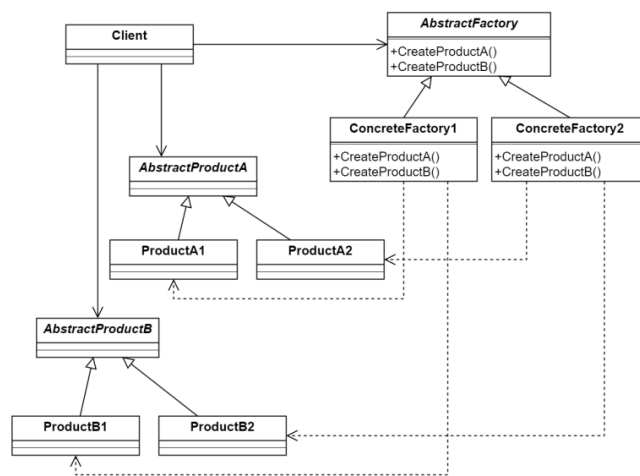 Client
AbstractFactory
+CreateProductA()
+CreateProductB()
ConcreteFactory1
+CreateProductA()
+CreateProductB()
ConcreteFactory2
+CreateProductA()
+CreateProductB()
AbstractProductA
ProductA1
ProductA2
AbstractProductB
ProductB1
ProductB2